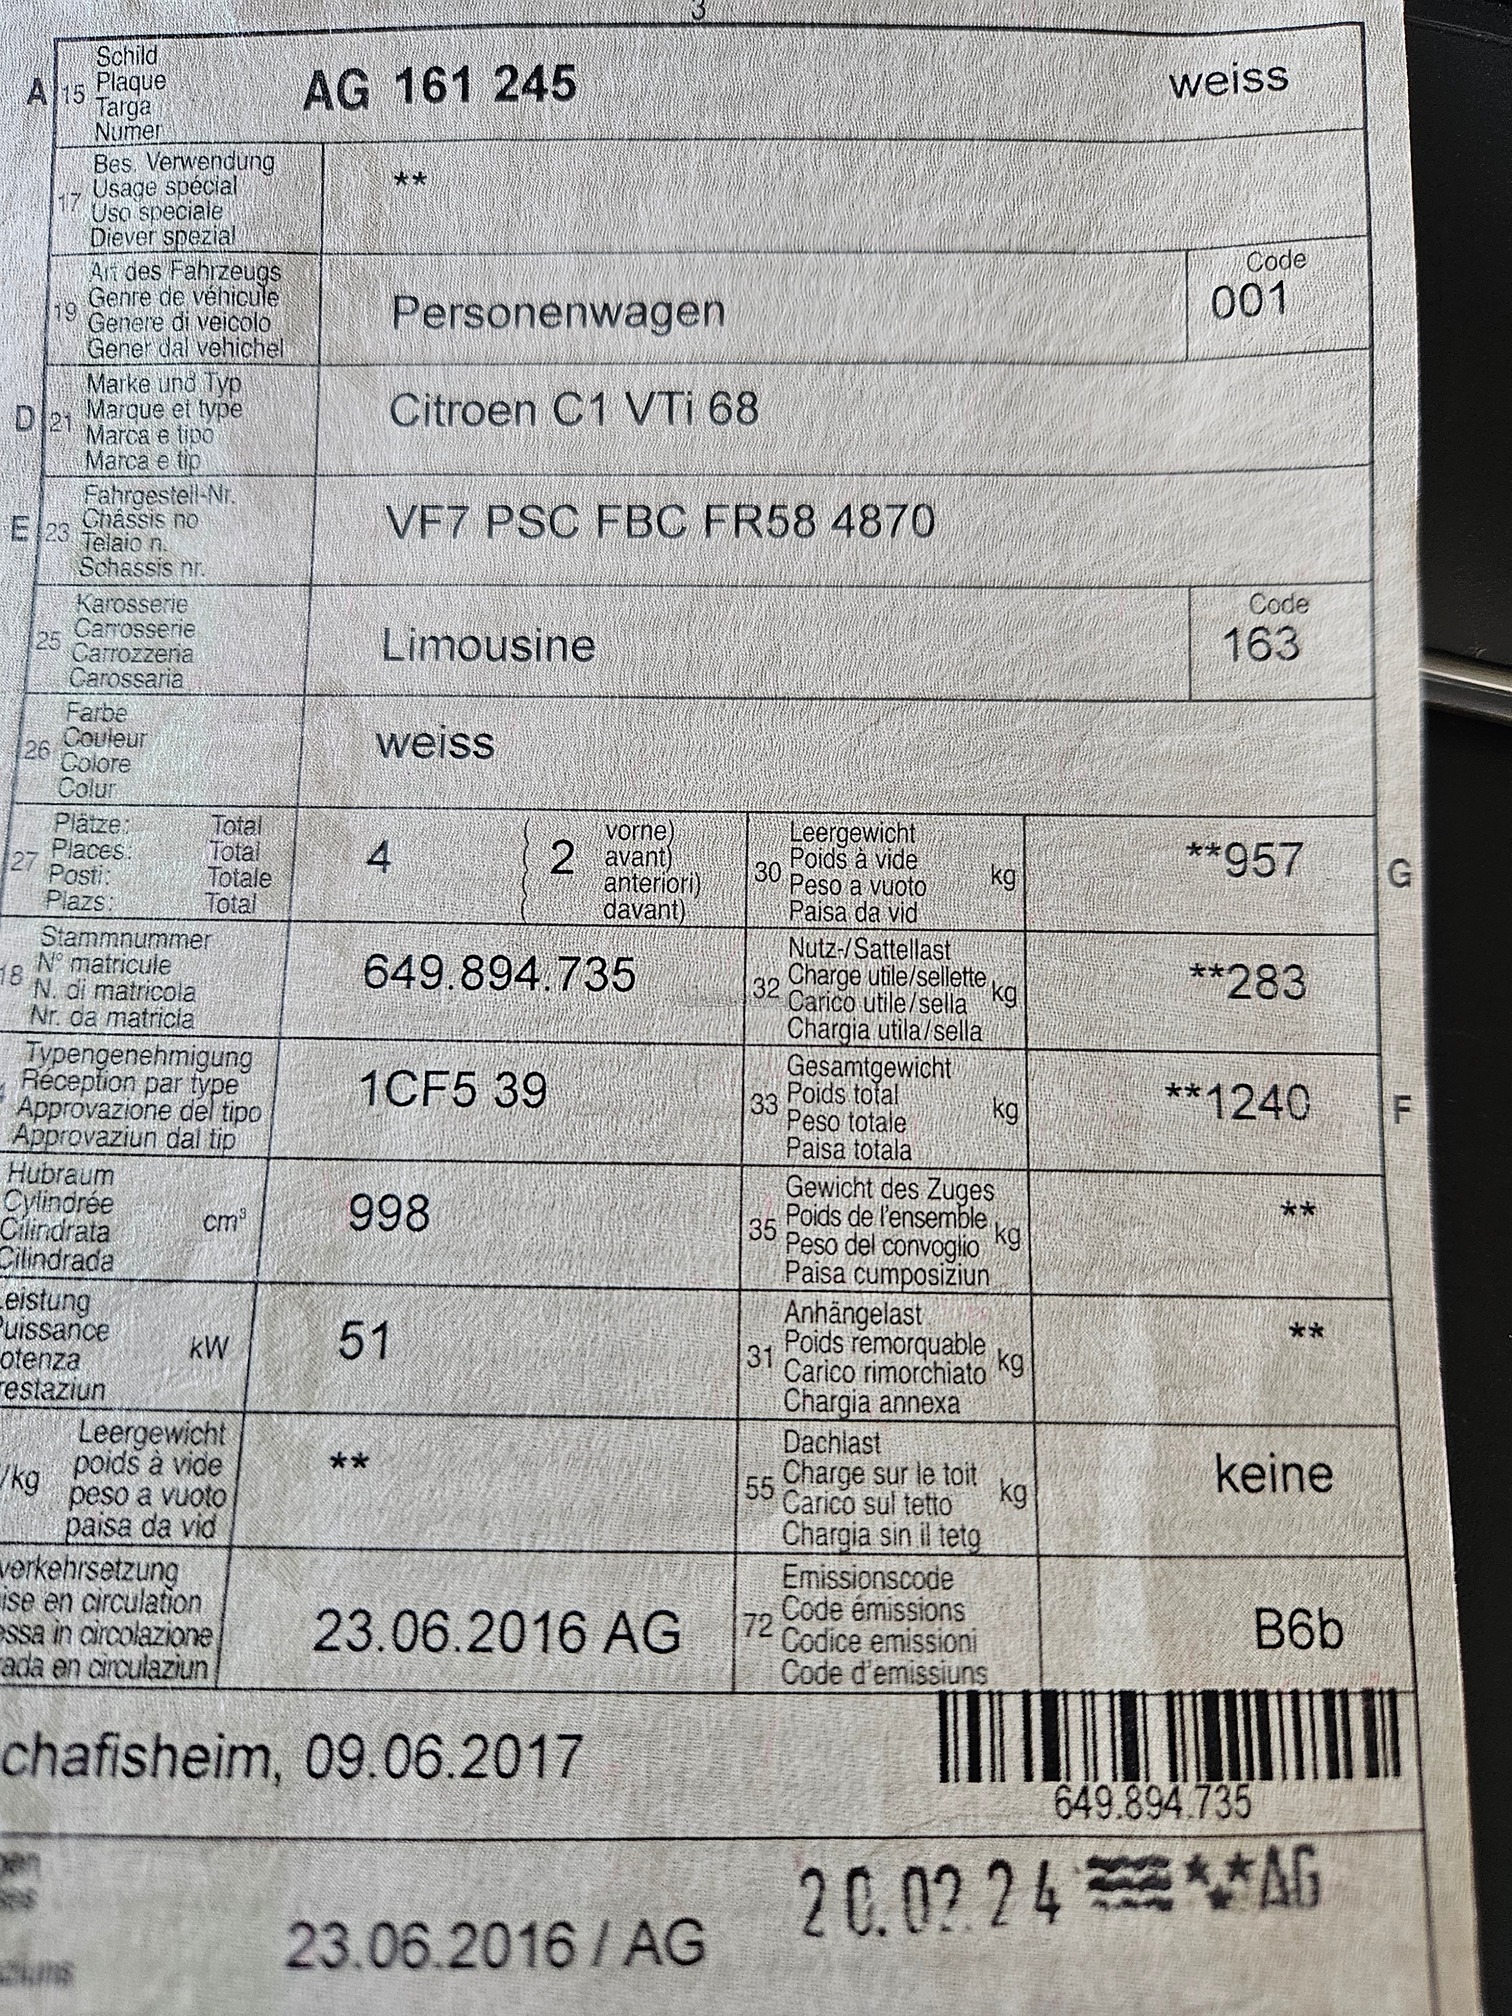 3
A 15 Schild
Plaque
Targa
Numer
AG 161 245 weiss
17 Bes. Verwendung
Usage spécial
Uso speciale
Diever spezial
**
19 Art des Fahrzeugs
Genre de véhicule
Genere di veicolo
Gener dal vehichel
Personenwagen
Code
001
D 21 Marke und Typ
Marque et type
Marca e tipo
Marca e tip
Citroen C1 VTi 68
E 23 Fahrgestell-Nr.
Châssis no
Telaio n.
Schassis nr.
VF7 PSC FBC FR58 4870
25 Karosserie
Carrosserie
Carrozzeria
Carossaria
Limousine
Code
163
26 Farbe
Couleur
Colore
Colur
weiss
27 Plätze: Total
Places: Total
Posti: Totale
Plazs: Total
4 ( 2 vorne)
( avant)
( anteriori)
( davant)
30 Leergewicht
Poids à vide kg
Peso a vuoto
Paisa da vid
**957 G
18 Stammnummer
N° matricule
N. di matricola
Nr. da matricla
649.894.735
32 Nutz-/Sattellast
Charge utile/sellette kg
Carico utile/sella
Chargia utila/sella
**283
Typengenehmigung
Réception par type
Approvazione del tipo
Approvaziun dal tip
1CF5 39
33 Gesamtgewicht
Poids total kg
Peso totale
Paisa totala
**1240 F
Hubraum
Cylindrée cm³
Cilindrata
Cilindrada
998
35 Gewicht des Zuges
Poids de l'ensemble kg
Peso del convoglio
Paisa cumposiziun
**
Leistung
Puissance kW
otenza
restaziun
51
31 Anhängelast
Poids remorquable kg
Carico rimorchiato
Chargia annexa
**
/kg Leergewicht
poids à vide
peso a vuoto
paisa da vid
**
55 Dachlast
Charge sur le toit kg
Carico sul tetto
Chargia sin il tetg
keine
verkehrsetzung
ise en circulation
essa in circolazione
ada en circulaziun
23.06.2016 AG
72 Emissionscode
Code émissions
Codice emissioni
Code d'emissiuns
B6b
chafisheim, 09.06.2017
649.894.735
23.06.2016 / AG
20.02.24 AG